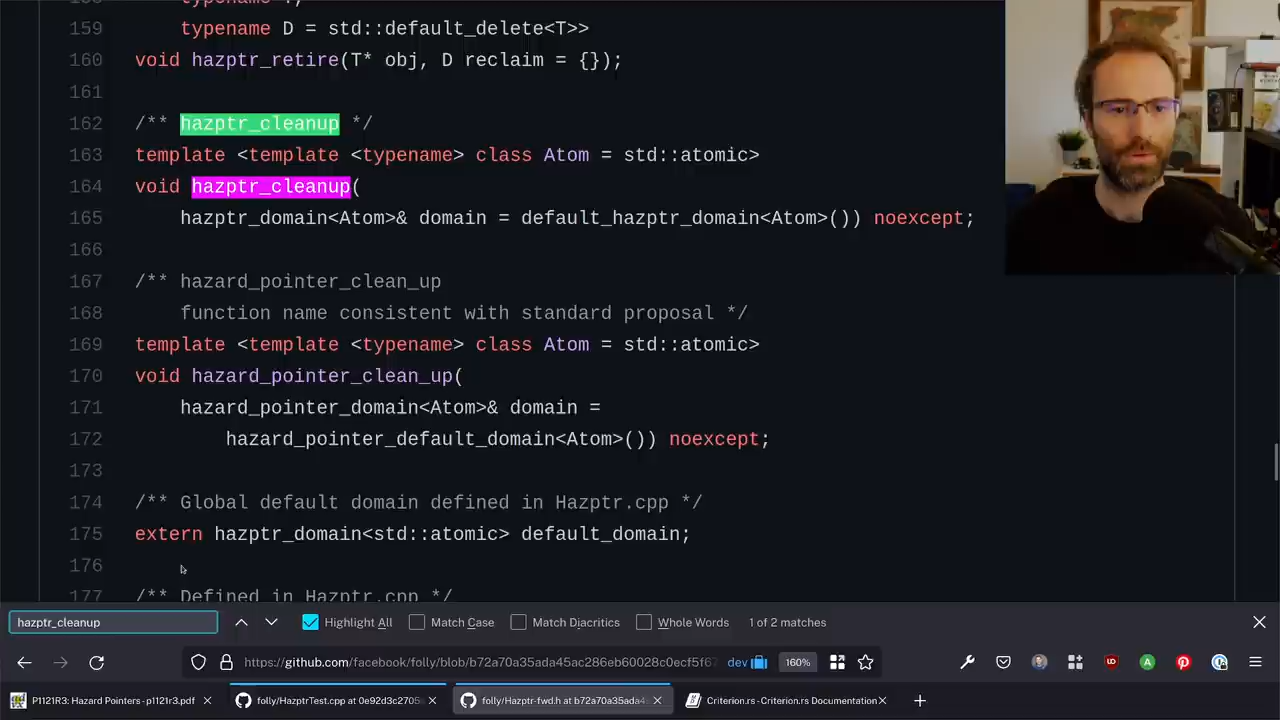 159 typename D = std::default_delete<T>>
160 void hazptr_retire(T* obj, D reclaim = {});
161
162 /** hazptr_cleanup */
163 template <template <typename> class Atom = std::atomic>
164 void hazptr_cleanup(
165 hazptr_domain<Atom>& domain = default_hazptr_domain<Atom>()) noexcept;
166
167 /** hazard_pointer_clean_up
168 function name consistent with standard proposal */
169 template <template <typename> class Atom = std::atomic>
170 void hazard_pointer_clean_up(
171 hazard_pointer_domain<Atom>& domain =
172 hazard_pointer_default_domain<Atom>()) noexcept;
173
174 /** Global default domain defined in Hazptr.cpp */
175 extern hazptr_domain<std::atomic> default_domain;
176
177 /** Defined in Hazptr.cpp */
hazptr_cleanup Highlight All Match Case Match Diacritics Whole Words 1 of 2 matches
https://github.com/facebook/folly/blob/b72a70a35ada45ac286eb60028c0ecf5f67 dev 160%
P1121R3: Hazard Pointers - p1121r3.pdf folly/HazptrTest.cpp at 0e92d3c2705 folly/Hazptr-fwd.h at b72a70a35ada4 Criterion.rs - Criterion.rs Documentation